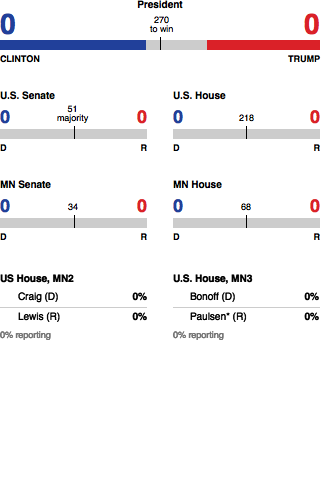 President
0 270 0
to win
CLINTON TRUMP
U.S. Senate U.S. House
0 51 0 0 218 0
majority
D R D R
MN Senate MN House
0 34 0 0 68 0
D R D R
US House, MN2 U.S. House, MN3
Craig (D) 0% Bonoff (D) 0%
Lewis (R) 0% Paulsen* (R) 0%
0% reporting 0% reporting